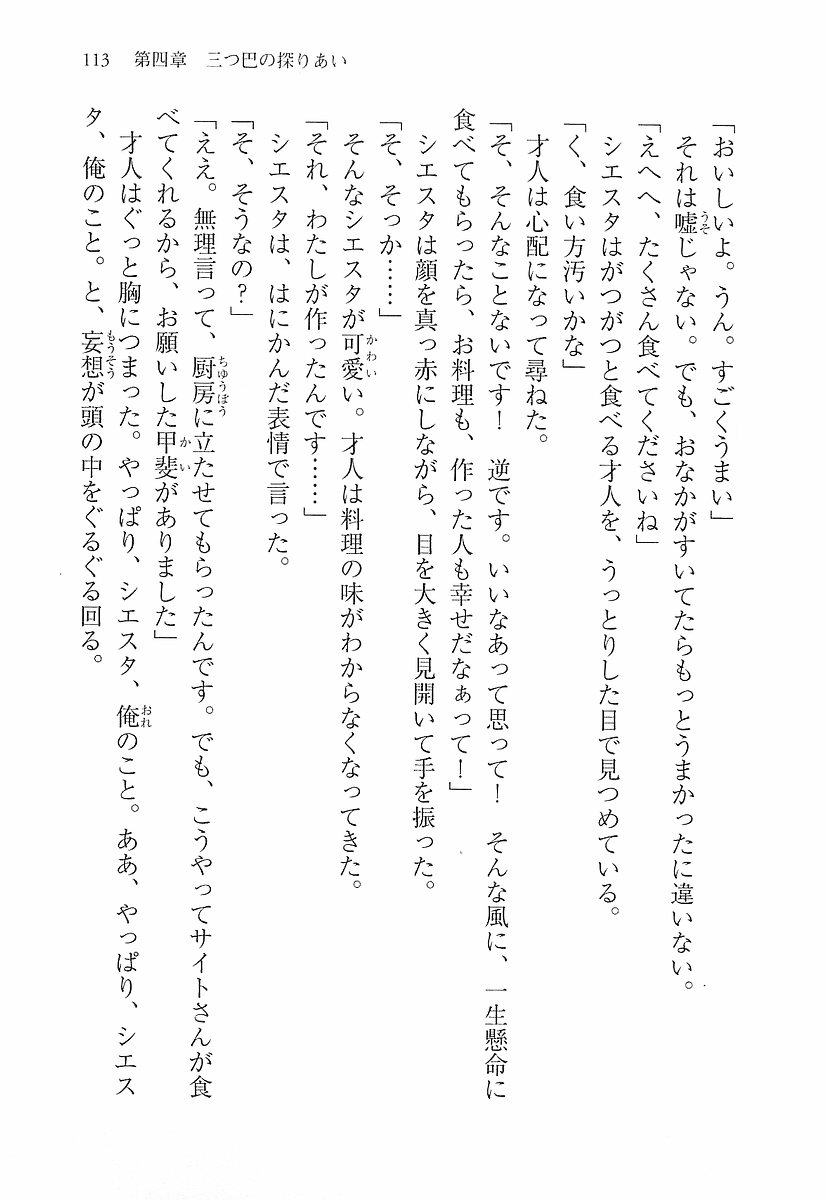 113　第四章　三つ巴の探りあい
「おいしいよ。うん。すごくうまい」
それは嘘じゃない。でも、おなかがすいてたらもっとうまかったに違いない。
「えへへ、たくさん食べてくださいね」
シエスタはがつがつと食べる才人を、うっとりした目で見つめている。
「く、食い方汚いかな」
才人は心配になって尋ねた。
「そ、そんなことないです！　逆です。いいなあって思って！　そんな風に、一生懸命に
食べてもらったら、お料理も、作った人も幸せだなぁって！」
シエスタは顔を真っ赤にしながら、目を大きく見開いて手を振った。
「そ、そっか……」
そんなシエスタが可愛い。才人は料理の味がわからなくなってきた。
「それ、わたしが作ったんです……」
シエスタは、はにかんだ表情で言った。
「そ、そうなの？」
「ええ。無理言って、厨房に立たせてもらったんです。でも、こうやってサイトさんが食
べてくれるから、お願いした甲斐がありました」
才人はぐっと胸につまった。やっぱり、シエスタ、俺のこと。ああ、やっぱり、シエス
タ、俺のこと。と、妄想が頭の中をぐるぐる回る。